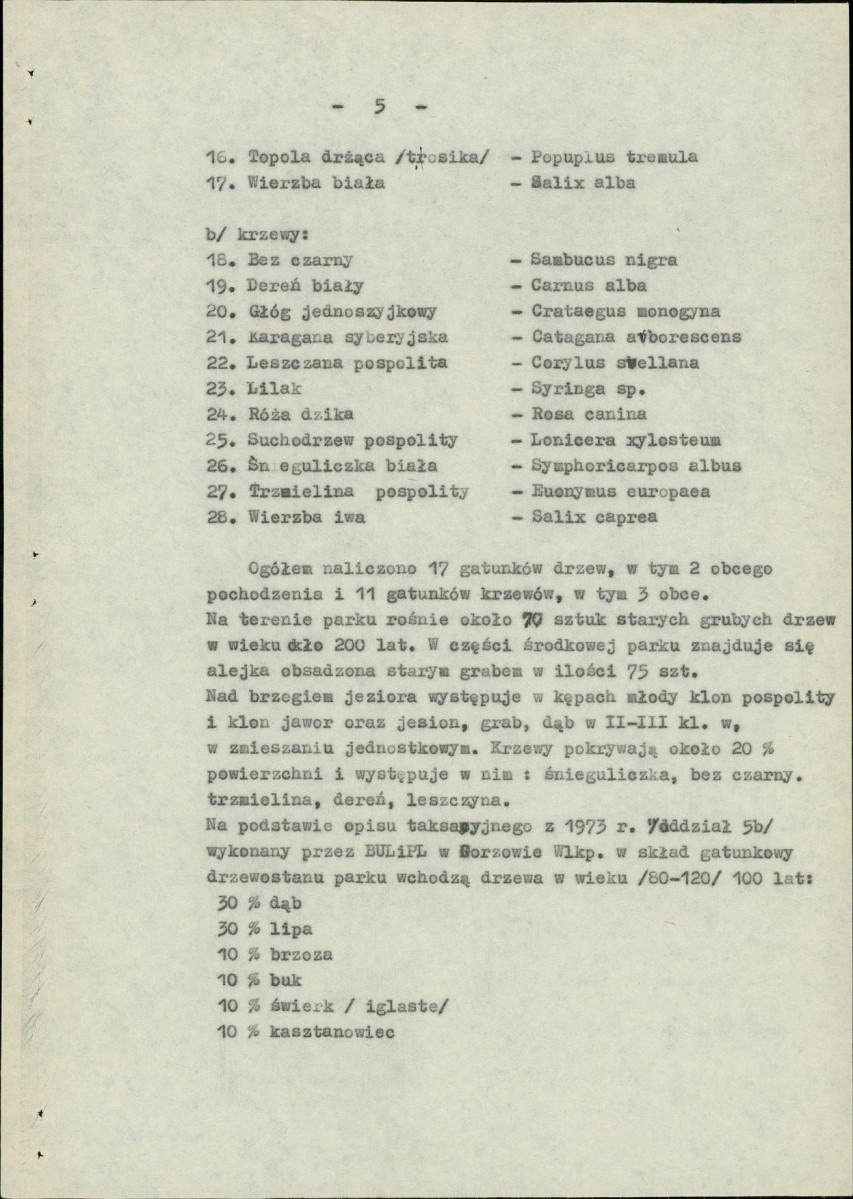 - 5 -
16. Topola drżąca /trosika/ - Popuplus tremula
17. Wierzba biała - Salix alba
b/ krzewy:
18. Bez czarny - Sambucus nigra
19. Dereń biały - Carnus alba
20. Głóg jednoszyjkowy - Crataegus monogyna
21. Karagana syberyjska - Catagana arborescens
22. Leszczana pospolita - Corylus avellana
23. Lilak - Syringa sp.
24. Róża dzika - Rosa canina
25. Suchodrzew pospolity - Lonicera xylosteum
26. Śnieguliczka biała - Symphoricarpos albus
27. Trzmielina pospolity - Euonymus europaea
28. Wierzba iwa - Salix caprea
Ogółem naliczono 17 gatunków drzew, w tym 2 obcego
pochodzenia i 11 gatunków krzewów, w tym 3 obce.
Na terenie parku rośnie około 70 sztuk starych grubych drzew
w wieku około 200 lat. W części środkowej parku znajduje się
alejka obsadzona starym grabem w ilości 75 szt.
Nad brzegiem jeziora występuje w kępach młody klon pospolity
i klon jawor oraz jesion, grab, dąb w II-III kl. w,
w zmieszaniu jednostkowym. Krzewy pokrywają około 20 %
powierzchni i występuje w nim : śnieguliczka, bez czarny.
trzmielina, dereń, leszczyna.
Na podstawie opisu taksacyjnego z 1973 r. /oddział 5b/
wykonany przez BULiPL w Gorzowie Wlkp. w skład gatunkowy
drzewostanu parku wchodzą drzewa w wieku /80-120/ 100 lat:
30 % dąb
30 % lipa
10 % brzoza
10 % buk
10 % świerk / iglaste/
10 % kasztanowiec